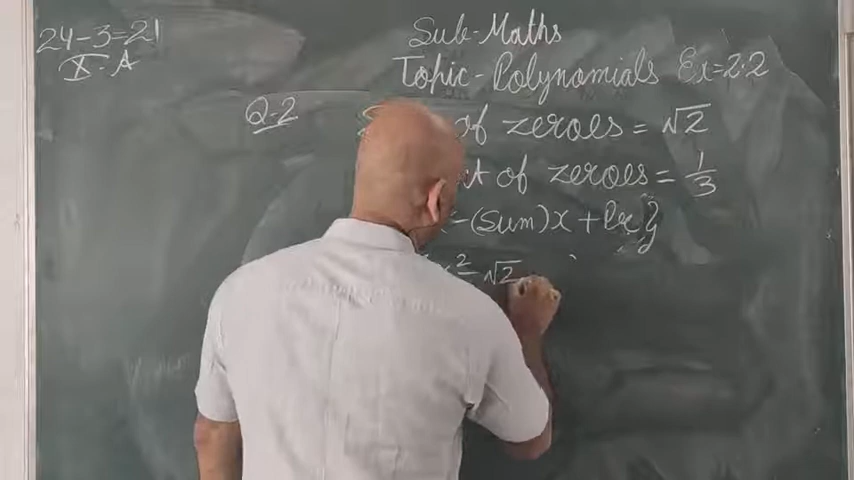 24-3=21
X-A
Sub-Maths
Topic-Polynomials Ex=2.2
Q-2 of zeroes = √2
of zeroes = 1/3
-(Sum)x + }
x² - √2